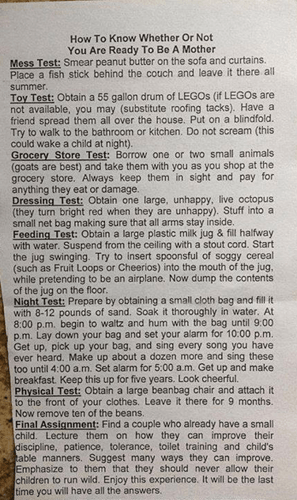 How To Know Whether Or Not
You Are Ready To Be A Mother
Mess Test: Smear peanut butter on the sofa and curtains.
Place a fish stick behind the couch and leave it there all
summer.
Toy Test: Obtain a 55 gallon drum of LEGOs (if LEGOs are
not available, you may (substitute roofing tacks). Have a
friend spread them all over the house. Put on a blindfold.
Try to walk to the bathroom or kitchen. Do not scream (this
could wake a child at night).
Grocery Store Test: Borrow one or two small animals
(goats are best) and take them with you as you shop at the
grocery store. Always keep them in sight and pay for
anything they eat or damage.
Dressing Test: Obtain one large, unhappy, live octopus
(they turn bright red when they are unhappy). Stuff into a
small net bag making sure that all arms stay inside.
Feeding Test: Obtain a large plastic milk jug & fill halfway
with water. Suspend from the ceiling with a stout cord. Start
the jug swinging. Try to insert spoonsful of soggy cereal
(such as Fruit Loops or Cheerios) into the mouth of the jug,
while pretending to be an airplane. Now dump the contents
of the jug on the floor.
Night Test: Prepare by obtaining a small cloth bag and fill it
with 8-12 pounds of sand. Soak it thoroughly in water. At
8:00 p.m. begin to waltz and hum with the bag until 9:00
p.m. Lay down your bag and set your alarm for 10:00 p.m.
Get up, pick up your bag, and sing every song you have
ever heard. Make up about a dozen more and sing these
too until 4:00 a.m. Set alarm for 5:00 a.m. Get up and make
breakfast. Keep this up for five years. Look cheerful.
Physical Test: Obtain a large beanbag chair and attach it
to the front of your clothes. Leave it there for 9 months.
Now remove ten of the beans.
Final Assignment: Find a couple who already have a small
child. Lecture them on how they can improve their
discipline, patience, tolerance, toilet training and child's
table manners. Suggest many ways they can improve.
Emphasize to them that they should never allow their
children to run wild. Enjoy this experience. It will be the last
time you will have all the answers.